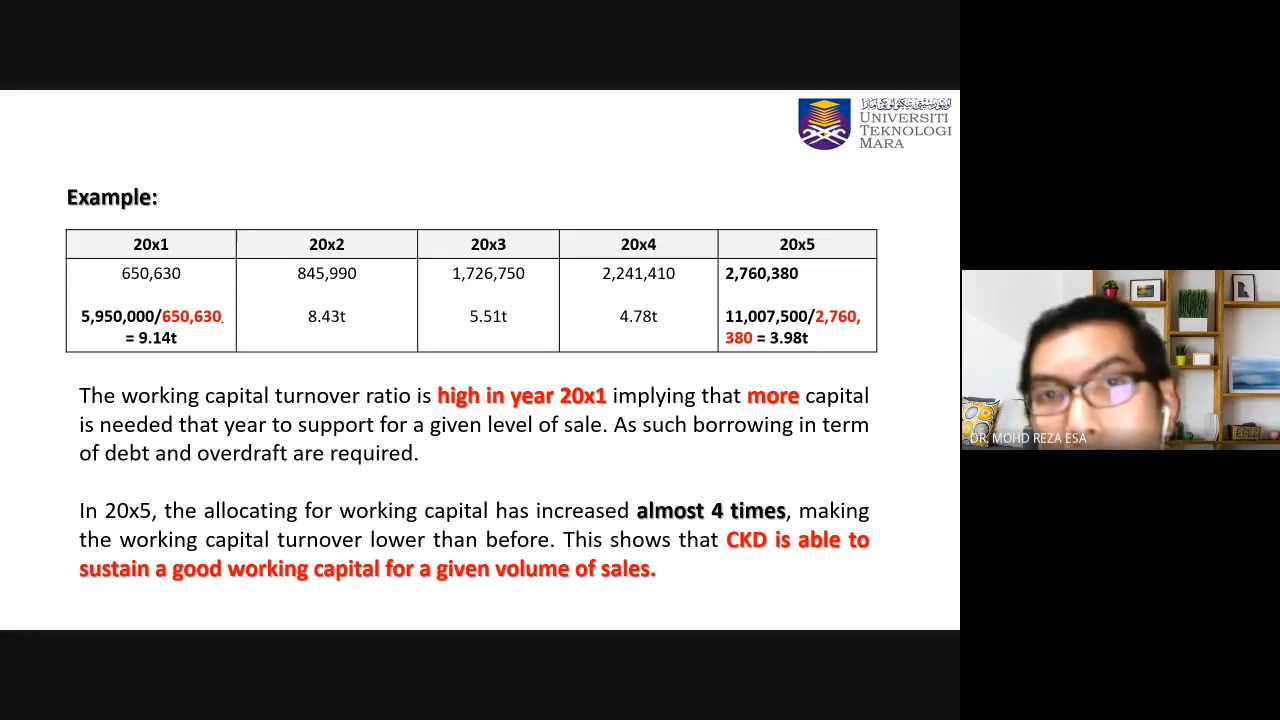 اونيۏرسيتي تيكنولوڬي مارا
UNIVERSITI
TEKNOLOGI
MARA
Example:
20x1 20x2 20x3 20x4 20x5
650,630 845,990 1,726,750 2,241,410 2,760,380
5,950,000/650,630 8.43t 5.51t 4.78t 11,007,500/2,760,
= 9.14t 380 = 3.98t
The working capital turnover ratio is high in year 20x1 implying that more capital
is needed that year to support for a given level of sale. As such borrowing in term
of debt and overdraft are required.
In 20x5, the allocating for working capital has increased almost 4 times, making
the working capital turnover lower than before. This shows that CKD is able to
sustain a good working capital for a given volume of sales.
DR. MOHD REZA ESA